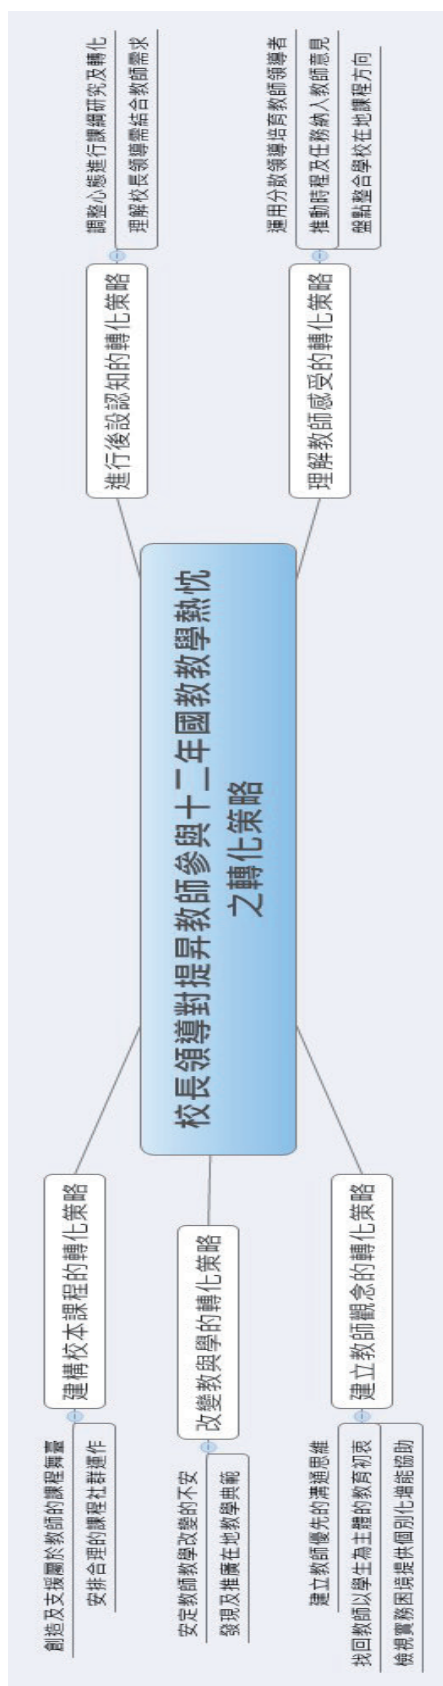 校長領導對提昇教師參與十二年國教教學熱忱
之轉化策略
進行後設認知的轉化策略
調整心態進行課綱研究及轉化
理解校長領導需結合教師需求
理解教師感受的轉化策略
運用分散領導培育教師領導者
推動時程及任務納入教師意見
盤點整合學校在地課程方向
建構校本課程的轉化策略
創造及支援屬於教師的課程舞臺
安排合理的課程社群運作
改變教與學的轉化策略
安定教師教學改變的不安
發現及推廣在地教學典範
建立教師觀念的轉化策略
建立教師優先的溝通思維
找回教師以學生為主體的教育初衷
檢視實務困境提供個別化增能協助